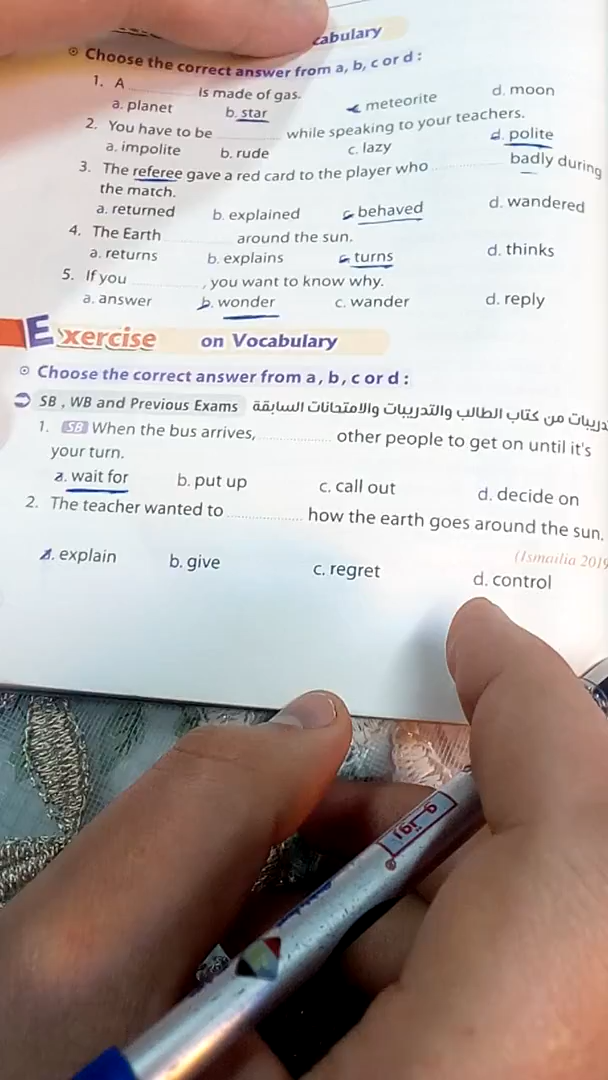 cabulary
Choose the correct answer from a, b, c or d :
1. A ............ is made of gas.
a. planet b. star c. meteorite d. moon
2. You have to be ............ while speaking to your teachers.
a. impolite b. rude c. lazy d. polite
3. The referee gave a red card to the player who ............ badly during
the match.
a. returned b. explained c. behaved d. wandered
4. The Earth ............ around the sun.
a. returns b. explains c. turns d. thinks
5. If you ............ , you want to know why.
a. answer b. wonder c. wander d. reply
Exercise on Vocabulary
Choose the correct answer from a , b, c or d :
SB , WB and Previous Exams تدريبات من كتاب الطالب والتدريبات والامتحانات السابقة
1. SB When the bus arrives, ............ other people to get on until it's
your turn.
a. wait for b. put up c. call out d. decide on
2. The teacher wanted to ............ how the earth goes around the sun.
(Ismailia 2019
a. explain b. give c. regret d. control